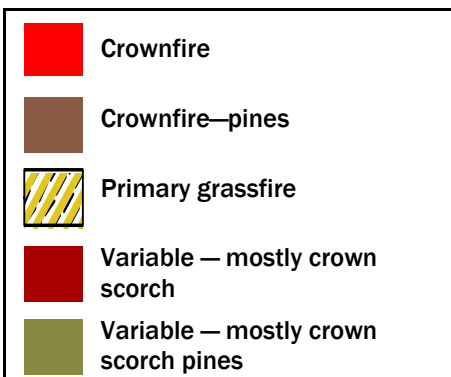 Crownfire
Crownfire—pines
Primary grassfire
Variable — mostly crown
scorch
Variable — mostly crown
scorch pines